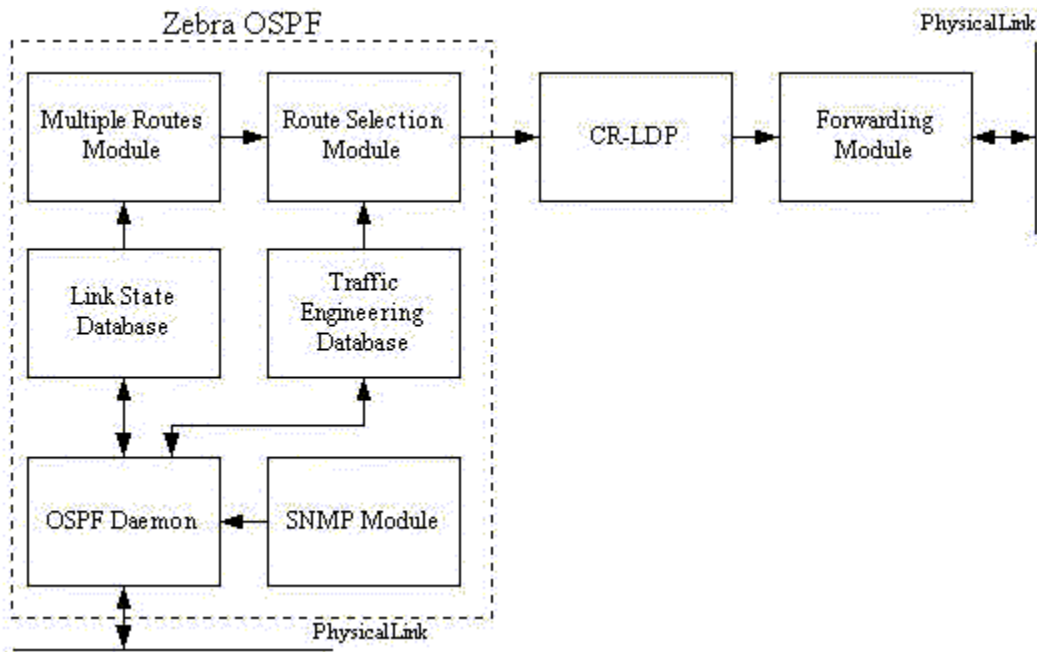 Zebra OSPF
PhysicalLink
Multiple Routes
Module
Route Selection
Module
CR-LDP
Forwarding
Module
Link State
Database
Traffic
Engineering
Database
OSPF Daemon
SNMP Module
PhysicalLink